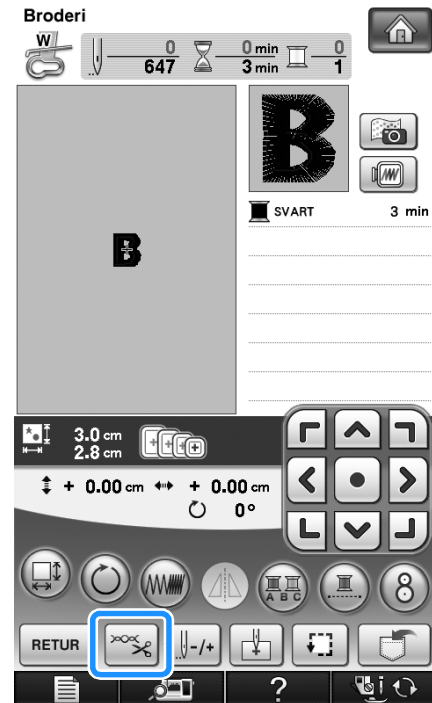 Broderi
W
0 0 min 0
647 3 min 1
SVART 3 min
3.0 cm
2.8 cm
+ 0.00 cm + 0.00 cm
0°
A B C
RETUR -/+
?